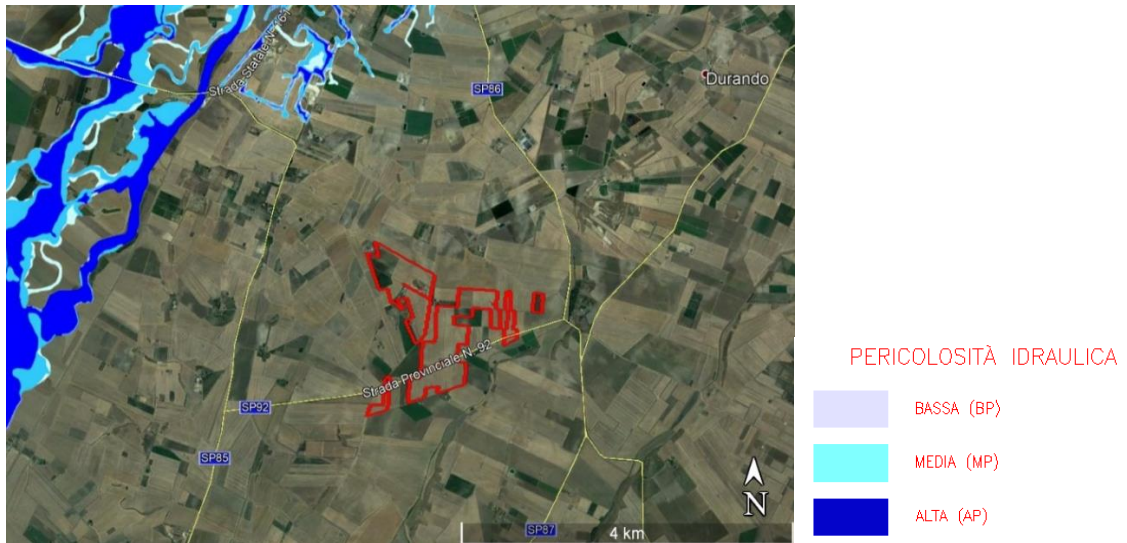 Strada Statale N-161
SP86
Durando
Strada Provinciale N-92
SP92
SP85
N
SP87
4 km
PERICOLOSITÀ IDRAULICA
BASSA (BP)
MEDIA (MP)
ALTA (AP)